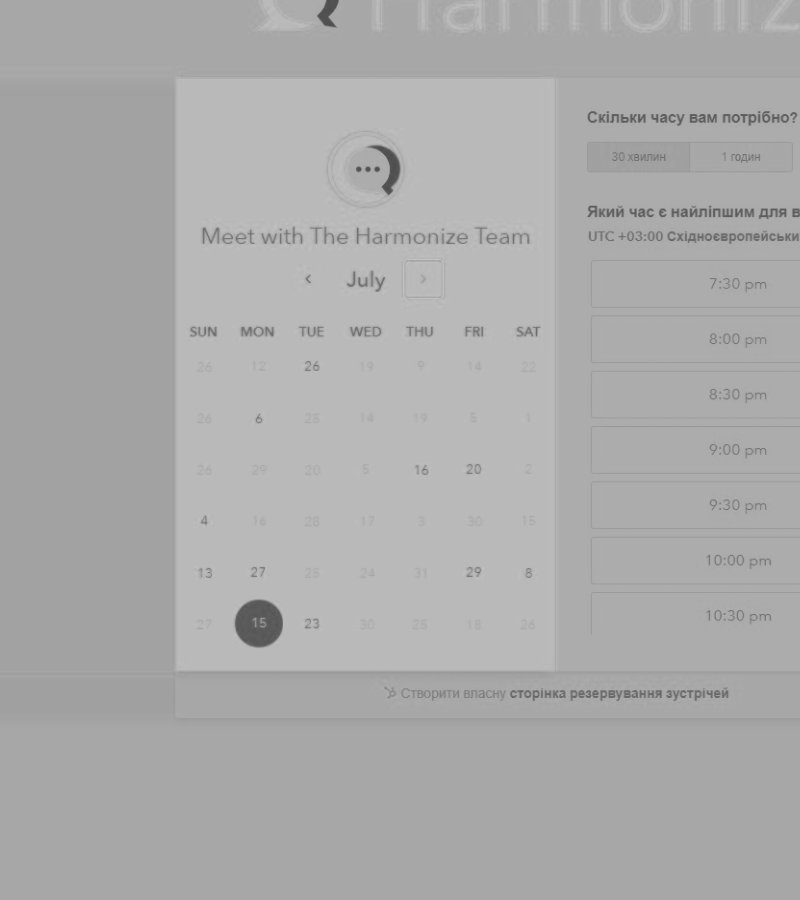 Harmoniz
Meet with The Harmonize Team
July
SUN MON TUE WED THU FRI SAT
26 12 26 19 9 14 22
26 6 25 14 19 5 1
26 29 20 5 16 20 2
4 16 28 17 3 30 15
13 27 25 24 31 29 8
27 15 23 30 25 18 26
Скільки часу вам потрібно?
30 хвилин 1 годин
Який час є найліпшим для в
UTC +03:00 Східноєвропейськи
7:30 pm
8:00 pm
8:30 pm
9:00 pm
9:30 pm
10:00 pm
10:30 pm
Створити власну сторінка резервування зустрічей